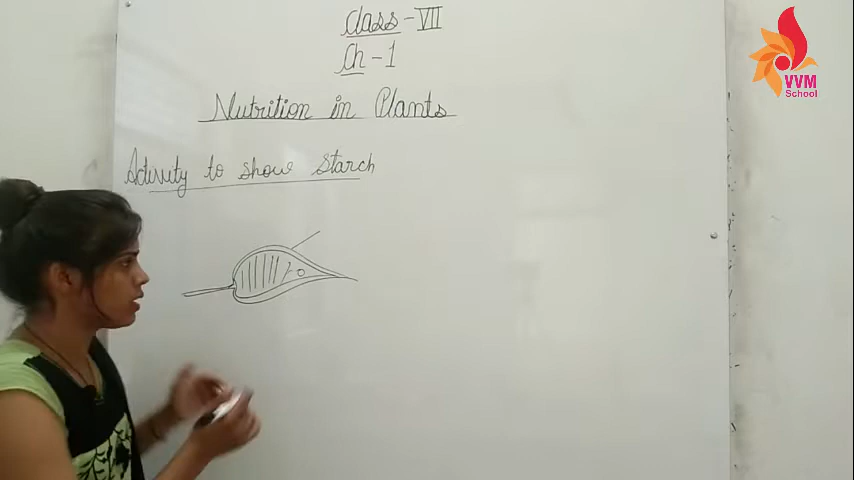 Class - VII
Ch - 1
Nutrition in Plants
Activity to show Starch
VVM
School